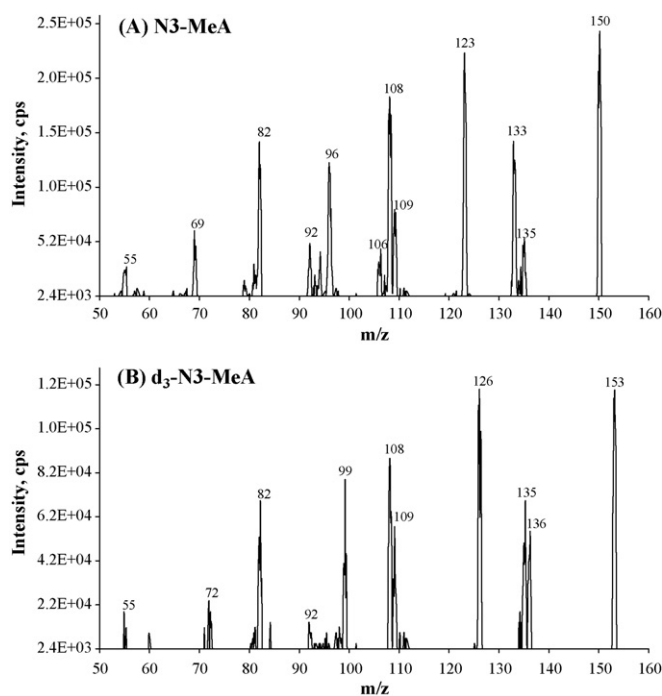 (A) N3-MeA
Intensity, cps
2.5E+05
2.0E+05
1.5E+05
1.0E+05
5.2E+04
2.4E+03
55
69
82
92
96
106
108
109
123
133
135
150
50 60 70 80 90 100 110 120 130 140 150 160
m/z
(B) d₃-N3-MeA
Intensity, cps
1.2E+05
1.0E+05
8.2E+04
6.2E+04
4.2E+04
2.2E+04
2.4E+03
55
72
82
92
99
108
109
126
135
136
153
50 60 70 80 90 100 110 120 130 140 150 160
m/z